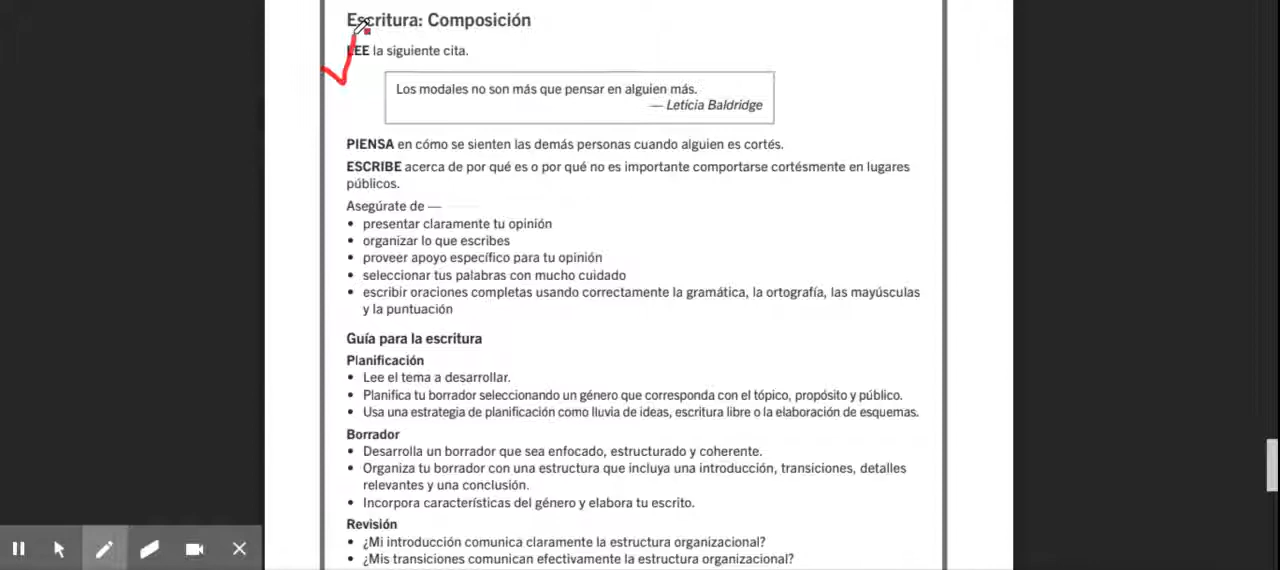 Escritura: Composición
LEE la siguiente cita.
Los modales no son más que pensar en alguien más.
— Leticia Baldridge
PIENSA en cómo se sienten las demás personas cuando alguien es cortés.
ESCRIBE acerca de por qué es o por qué no es importante comportarse cortésmente en lugares
públicos.
Asegúrate de —
• presentar claramente tu opinión
• organizar lo que escribes
• proveer apoyo específico para tu opinión
• seleccionar tus palabras con mucho cuidado
• escribir oraciones completas usando correctamente la gramática, la ortografía, las mayúsculas
y la puntuación
Guía para la escritura
Planificación
• Lee el tema a desarrollar.
• Planifica tu borrador seleccionando un género que corresponda con el tópico, propósito y público.
• Usa una estrategia de planificación como lluvia de ideas, escritura libre o la elaboración de esquemas.
Borrador
• Desarrolla un borrador que sea enfocado, estructurado y coherente.
• Organiza tu borrador con una estructura que incluya una introducción, transiciones, detalles
relevantes y una conclusión.
• Incorpora características del género y elabora tu escrito.
Revisión
• ¿Mi introducción comunica claramente la estructura organizacional?
• ¿Mis transiciones comunican efectivamente la estructura organizacional?